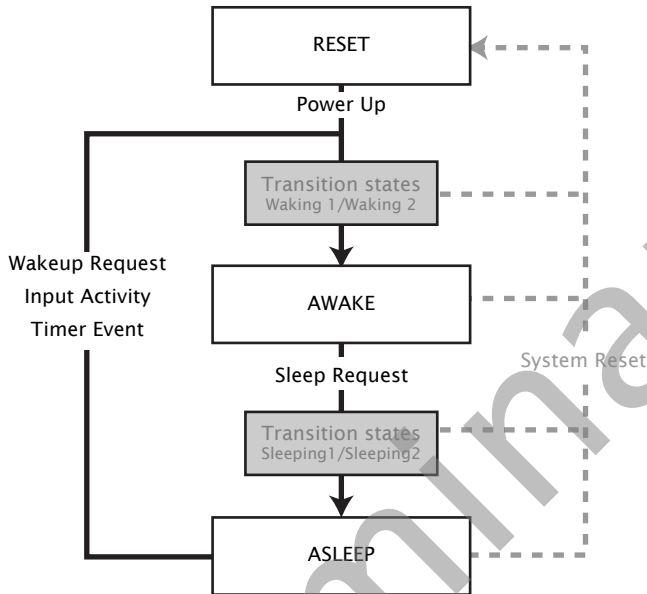 RESET
Power Up
Transition states
Waking 1/Waking 2
Wakeup Request
Input Activity
Timer Event
AWAKE
System Reset
Sleep Request
Transition states
Sleeping1/Sleeping2
ASLEEP